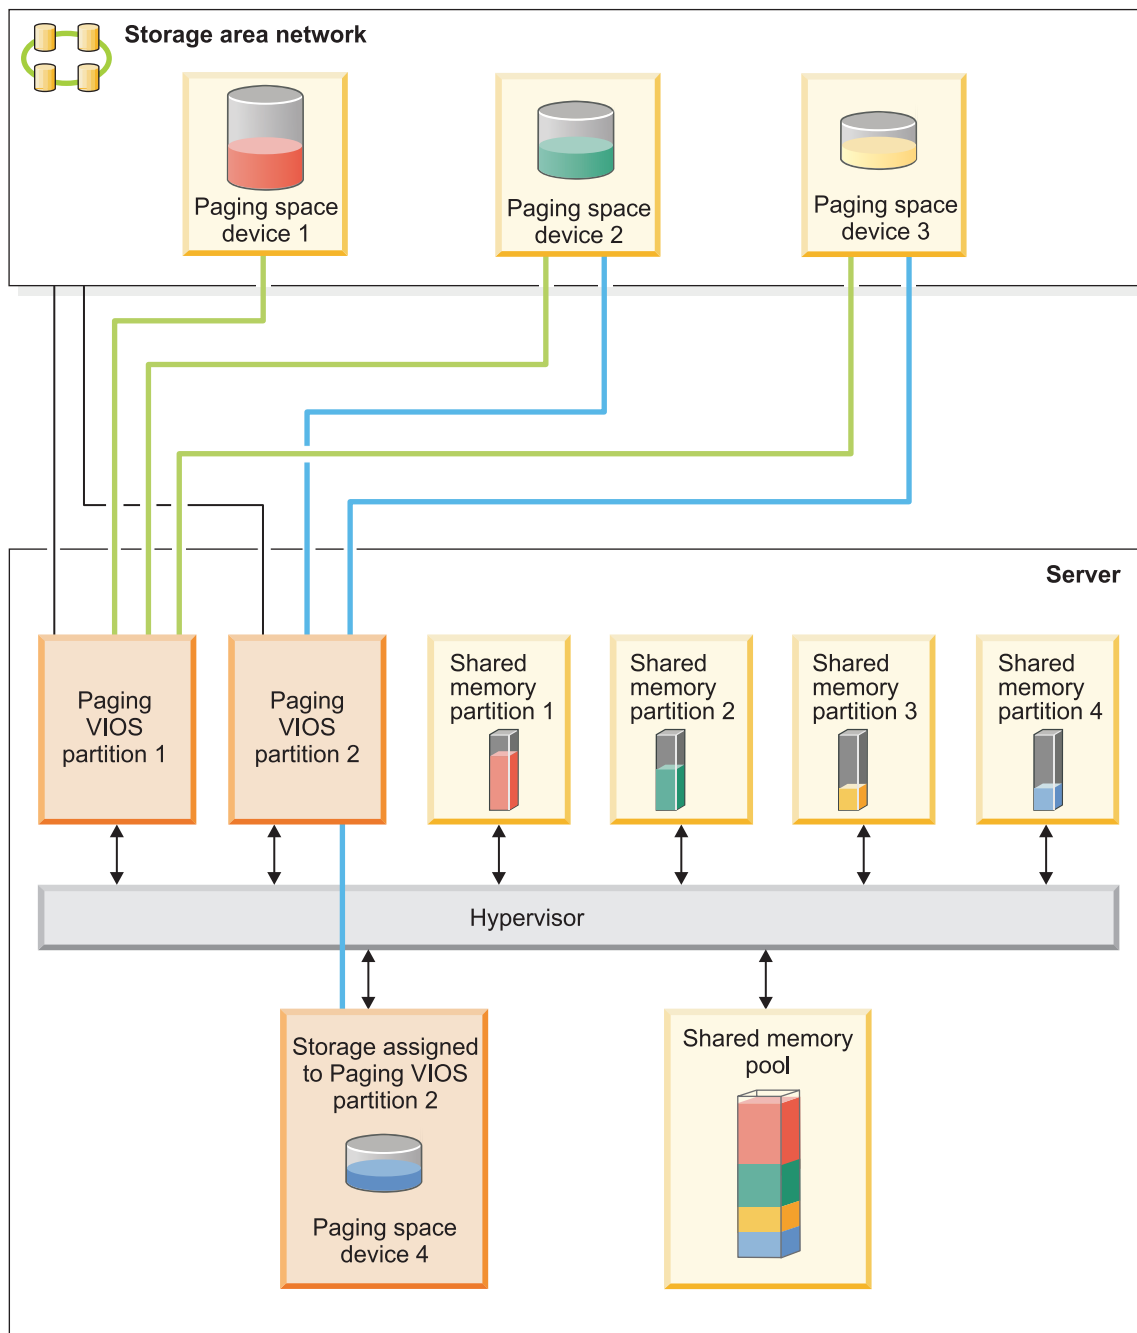 Storage area network
Paging space
device 1
Paging space
device 2
Paging space
device 3
Server
Paging
VIOS
partition 1
Paging
VIOS
partition 2
Shared
memory
partition 1
Shared
memory
partition 2
Shared
memory
partition 3
Shared
memory
partition 4
Hypervisor
Storage assigned
to Paging VIOS
partition 2
Paging space
device 4
Shared memory
pool